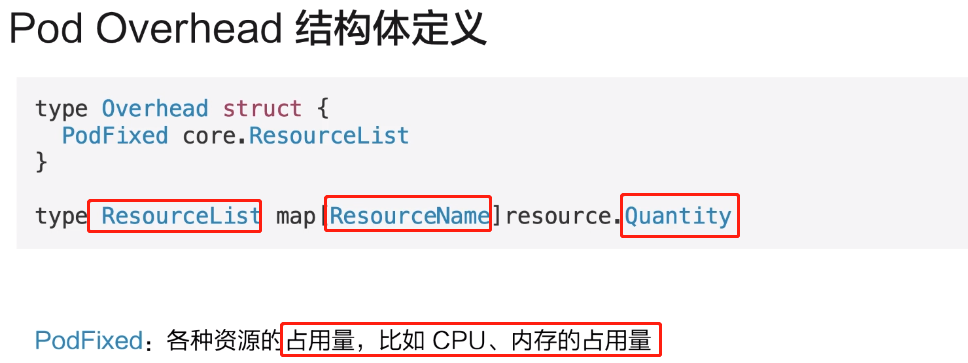 Pod Overhead 结构体定义
type Overhead struct {
PodFixed core.ResourceList
}
type ResourceList map[ResourceName]resource.Quantity
PodFixed：各种资源的占用量，比如 CPU、内存的占用量